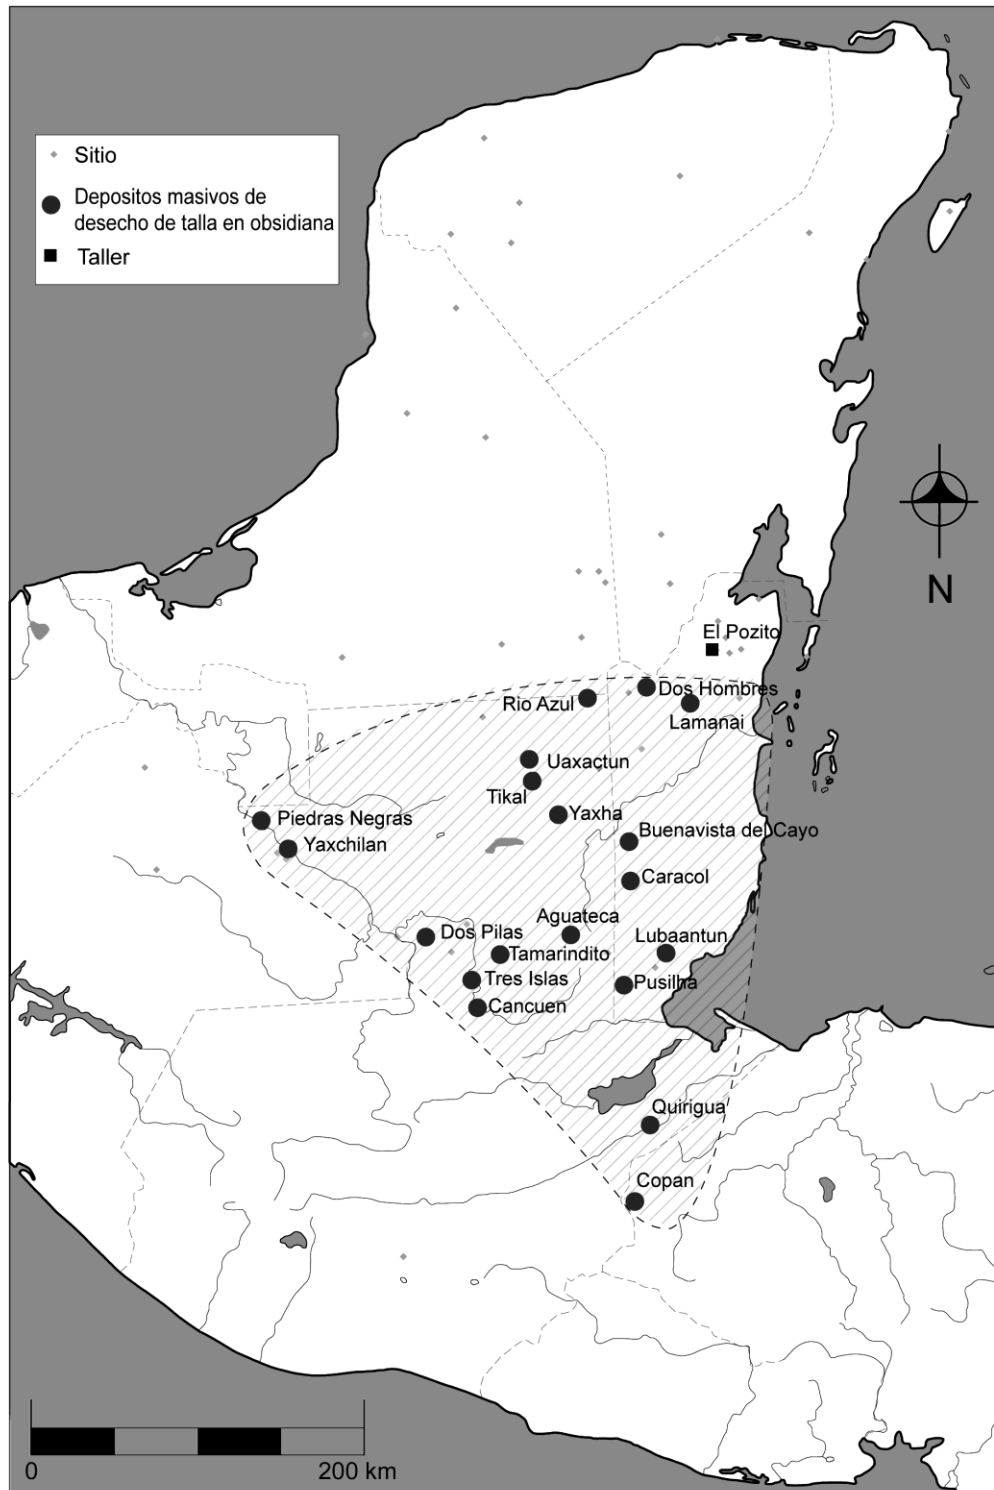 Sitio
Depositos masivos de
desecho de talla en obsidiana
Taller
N
El Pozito
Dos Hombres
Rio Azul
Lamanai
Uaxactun
Tikal
Yaxha
Piedras Negras
Buenavista del Cayo
Yaxchilan
Caracol
Aguateca
Dos Pilas
Lubaantun
Tamarindito
Tres Islas
Pusilha
Cancuen
Quirigua
Copan
0
200 km